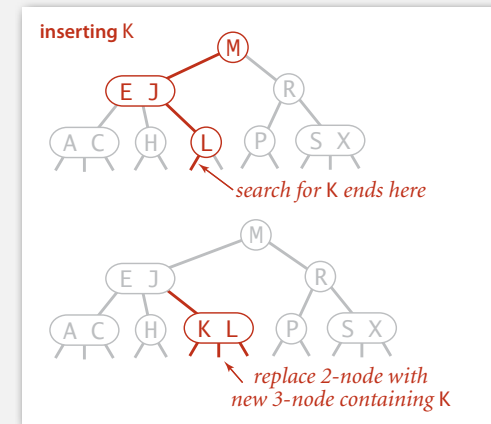 inserting K
M
E J
R
A C
H
L
P
S X
search for K ends here
M
E J
R
A C
H
K L
P
S X
replace 2-node with
new 3-node containing K